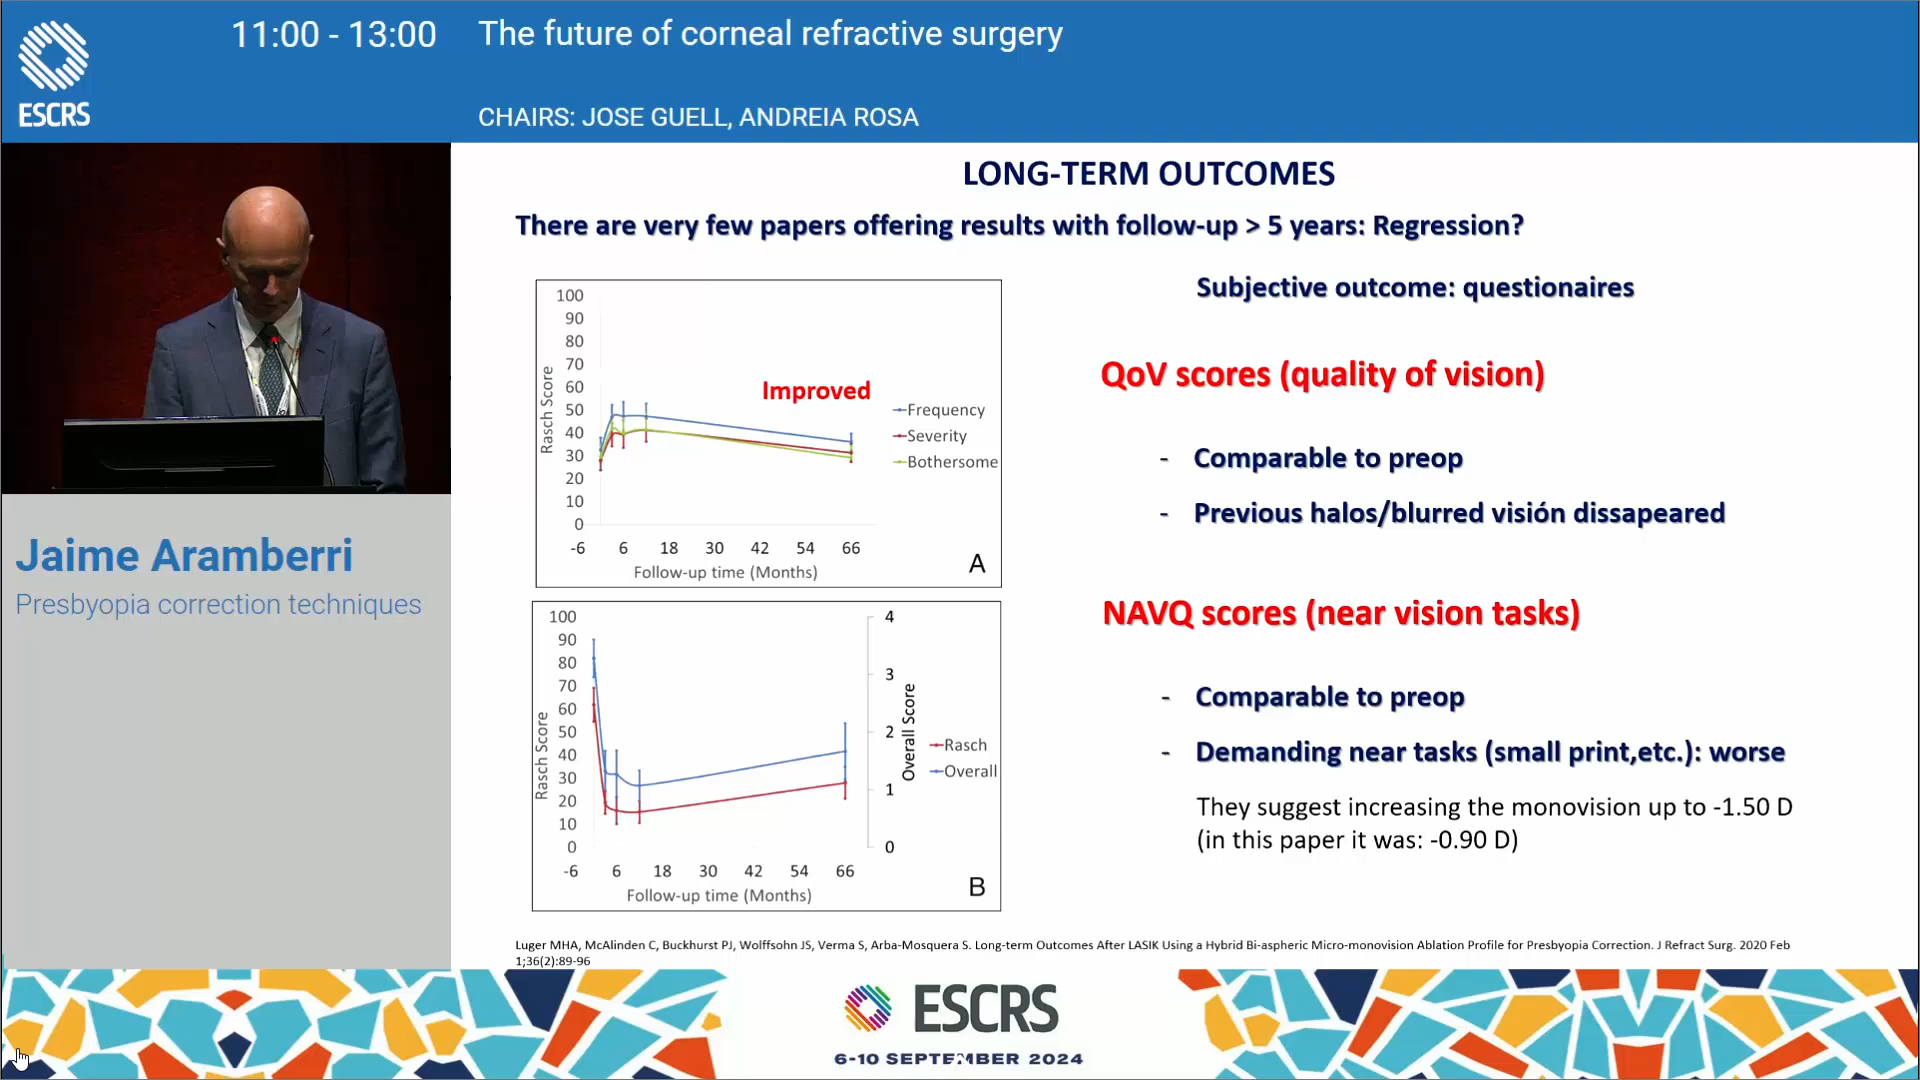 11:00 - 13:00
The future of corneal refractive surgery
ESCRS
CHAIRS: JOSE GUELL, ANDREIA ROSA
Jaime Aramberri
Presbyopia correction techniques
LONG-TERM OUTCOMES
There are very few papers offering results with follow-up > 5 years: Regression?
100
90
80
70
60
50
40
30
20
10
0
Rasch Score
Improved
Frequency
Severity
Bothersome
-6 6 18 30 42 54 66
Follow-up time (Months)
A
100
90
80
70
60
50
40
30
20
10
0
Rasch Score
4
3
2
1
0
Overall Score
Rasch
Overall
-6 6 18 30 42 54 66
Follow-up time (Months)
B
Subjective outcome: questionaires
QoV scores (quality of vision)
- Comparable to preop
- Previous halos/blurred visión dissapeared
NAVQ scores (near vision tasks)
- Comparable to preop
- Demanding near tasks (small print,etc.): worse
They suggest increasing the monovision up to -1.50 D
(in this paper it was: -0.90 D)
Luger MHA, McAlinden C, Buckhurst PJ, Wolffsohn JS, Verma S, Arba-Mosquera S. Long-term Outcomes After LASIK Using a Hybrid Bi-aspheric Micro-monovision Ablation Profile for Presbyopia Correction. J Refract Surg. 2020 Feb
1;36(2):89-96
ESCRS
6-10 SEPTEMBER 2024